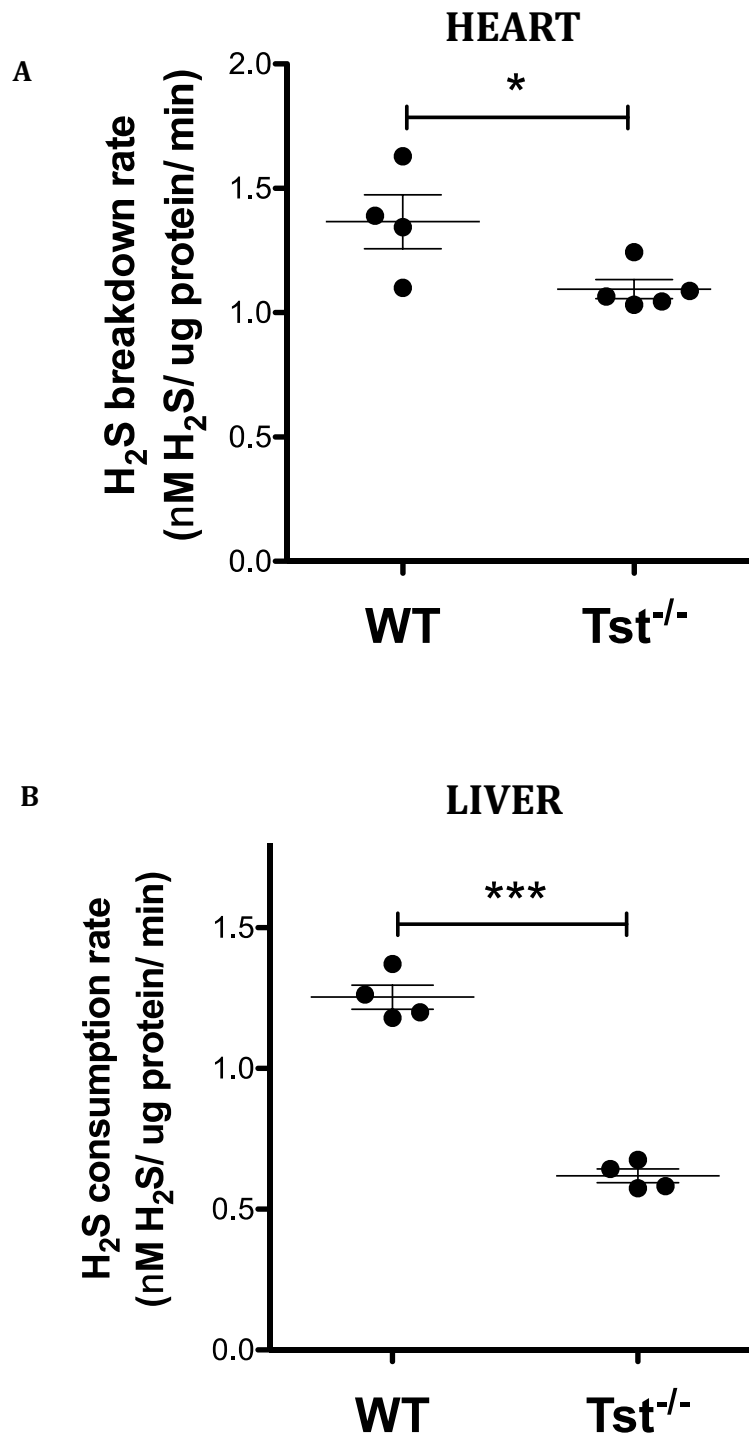 HEART
A
*
H₂S breakdown rate
(nM H₂S/ ug protein/ min)
2.0
1.5
1.0
0.5
0.0
WT
Tst⁻/⁻
B
LIVER
***
H₂S consumption rate
(nM H₂S/ ug protein/ min)
1.5
1.0
0.5
0.0
WT
Tst⁻/⁻